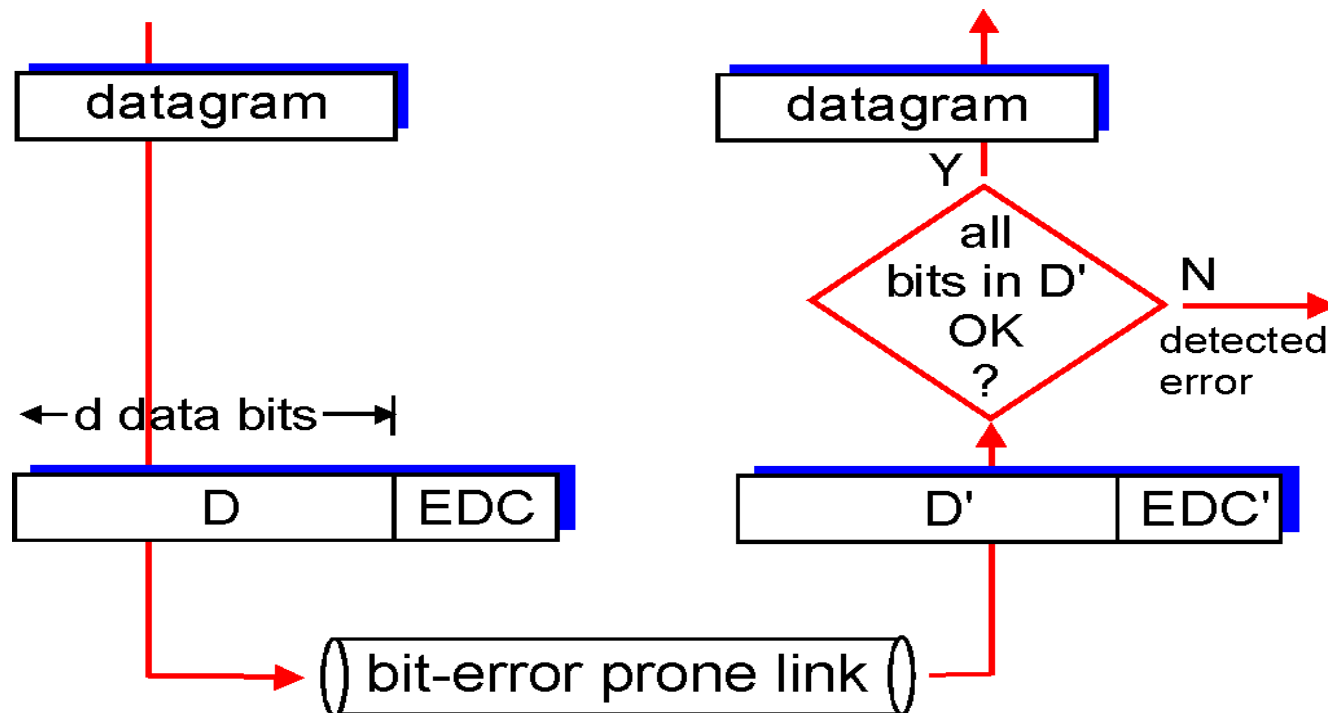 datagram
d data bits
D
EDC
bit-error prone link
datagram
Y
all
bits in D'
OK
?
N
detected
error
D'
EDC'